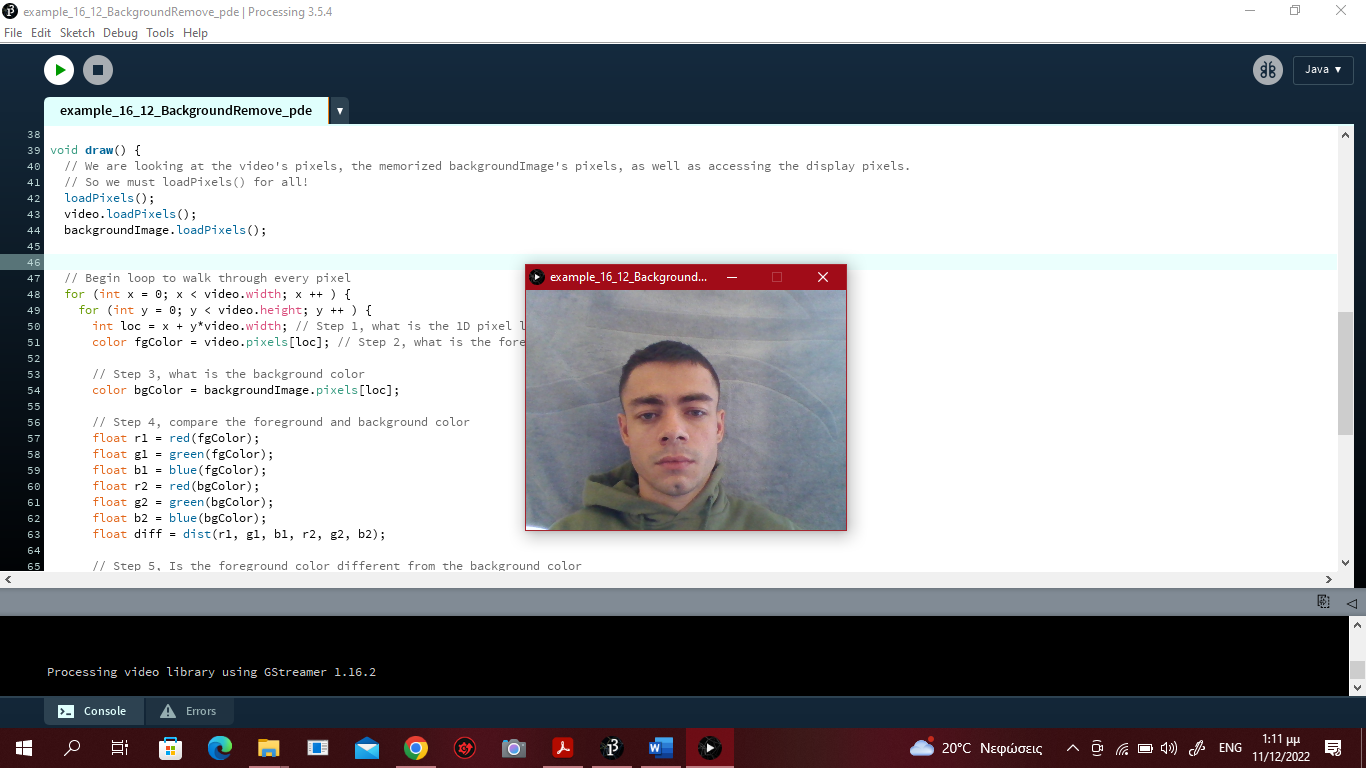 example_16_12_BackgroundRemove_pde | Processing 3.5.4
File Edit Sketch Debug Tools Help
Java ▼
example_16_12_BackgroundRemove_pde ▼
38
39 void draw() {
40 // We are looking at the video's pixels, the memorized backgroundImage's pixels, as well as accessing the display pixels.
41 // So we must loadPixels() for all!
42 loadPixels();
43 video.loadPixels();
44 backgroundImage.loadPixels();
45
46
47 // Begin loop to walk through every pixel
48 for (int x = 0; x < video.width; x ++ ) {
49 for (int y = 0; y < video.height; y ++ ) {
50 int loc = x + y*video.width; // Step 1, what is the 1D pixel l
51 color fgColor = video.pixels[loc]; // Step 2, what is the fore
52
53 // Step 3, what is the background color
54 color bgColor = backgroundImage.pixels[loc];
55
56 // Step 4, compare the foreground and background color
57 float r1 = red(fgColor);
58 float g1 = green(fgColor);
59 float b1 = blue(fgColor);
60 float r2 = red(bgColor);
61 float g2 = green(bgColor);
62 float b2 = blue(bgColor);
63 float diff = dist(r1, g1, b1, r2, g2, b2);
64
65 // Step 5, Is the foreground color different from the background color
example_16_12_Background...
Processing video library using GStreamer 1.16.2
Console Errors
20°C Νεφώσεις
ENG
1:11 μμ
11/12/2022